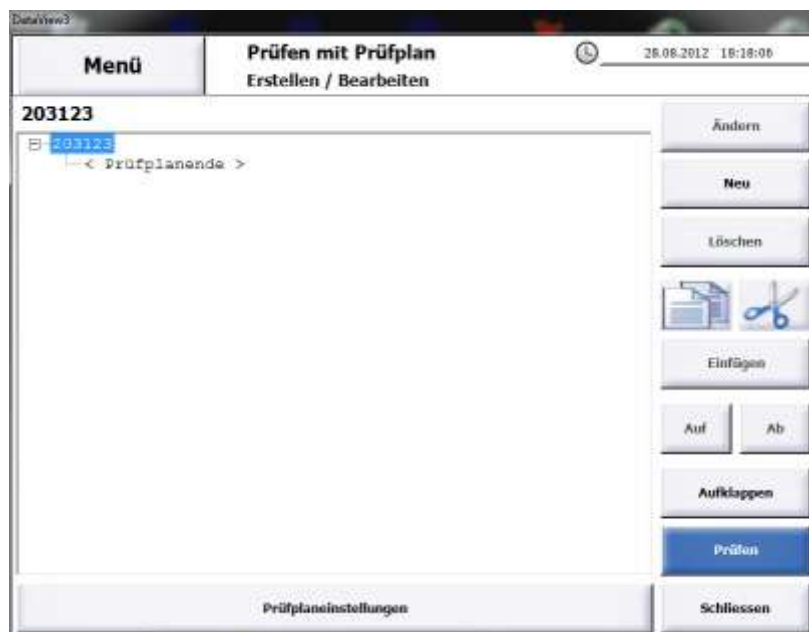 DataView3
Menü
Prüfen mit Prüfplan
Erstellen / Bearbeiten
28.08.2012 18:18:06
203123
203123
< Prüfplanende >
Ändern
Neu
Löschen
Einfügen
Auf
Ab
Aufklappen
Prüfen
Prüfplaneinstellungen
Schliessen